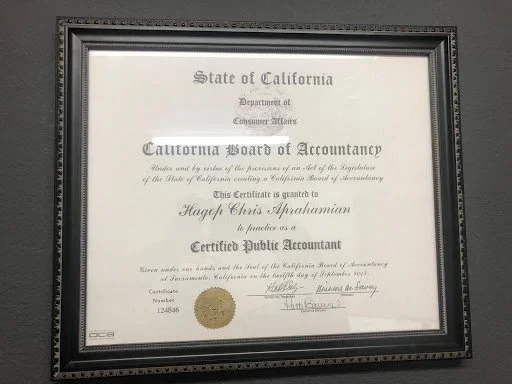 State of California
Department of
Consumer Affairs
California Board of Accountancy
Under and by virtue of the provisions of an Act of the Legislature
of the State of California creating a California Board of Accountancy
This Certificate is granted to
Hagop Chris Aprahamian
to practice as a
Certified Public Accountant
Given under our hands and the Seal of the California Board of Accountancy
at Sacramento, California on the twelfth day of September 2017.
Certificate
Number
124846